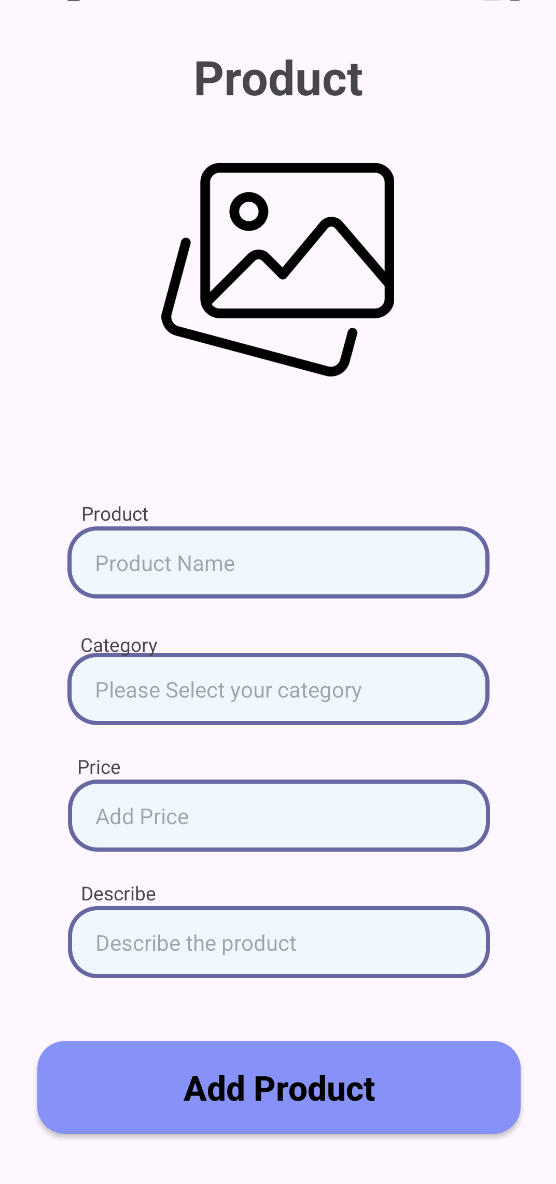 Product
Product
Product Name
Category
Please Select your category
Price
Add Price
Describe
Describe the product
Add Product